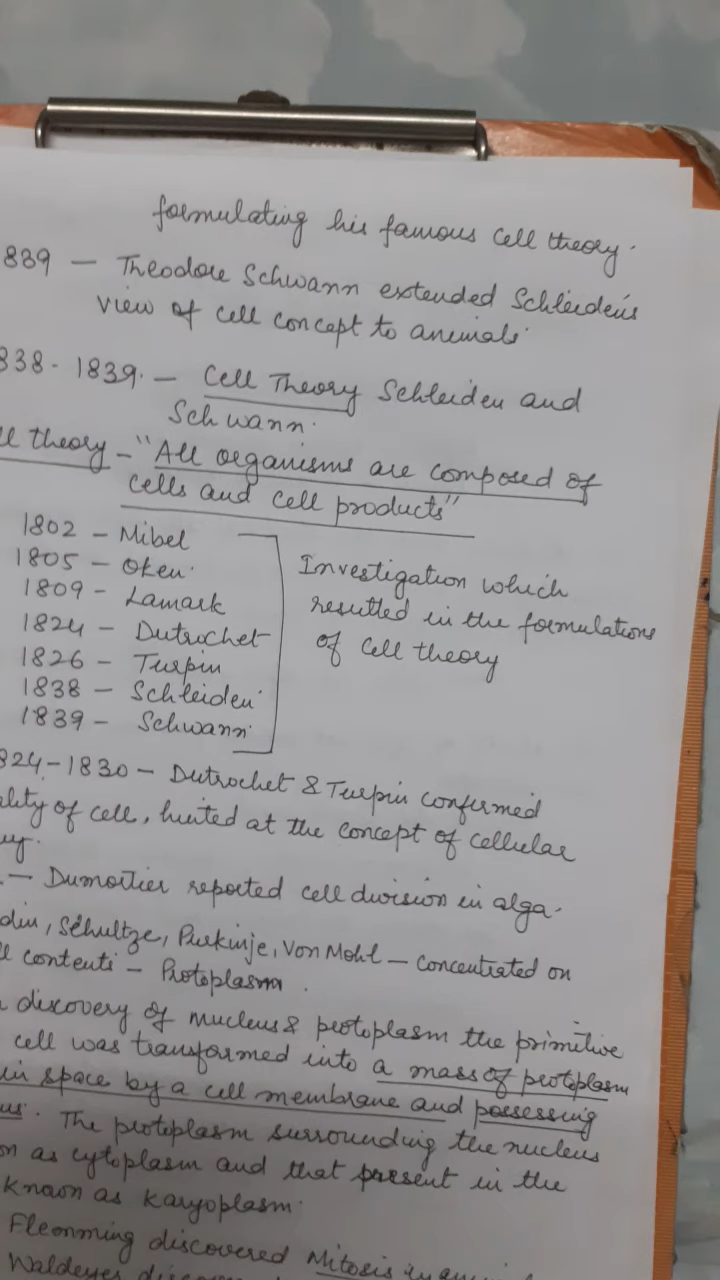 formulating his famous cell theory.
1839 — Theodore Schwann extended Schleiden's
view of cell concept to animals.
1838-1839. — Cell Theory Schleiden and
Schwann.
Cell theory - "All organisms are composed of
cells and cell products"
1802 - Mibel
1805 - Oken.
1809 - Lamark
1824 - Dutrochet
1826 - Turpin
1838 - Schleiden
1839 - Schwann
Investigation which
resulted in the formulations
of cell theory
824-1830 - Dutrochet & Turpin confirmed
ality of cell, hinted at the concept of cellular
— Dumortier reported cell division in alga.
Schultze, Purkinje, Von Mohl — concentrated on
contents - Protoplasm.
discovery of nucleus & protoplasm the primitive
cell was transformed into a mass of protoplasm
in space by a cell membrane and possessing
us. The protoplasm surrounding the nucleus
as cytoplasm and that present in the
known as karyoplasm.
Flemming discovered Mitosis in
Waldeyer